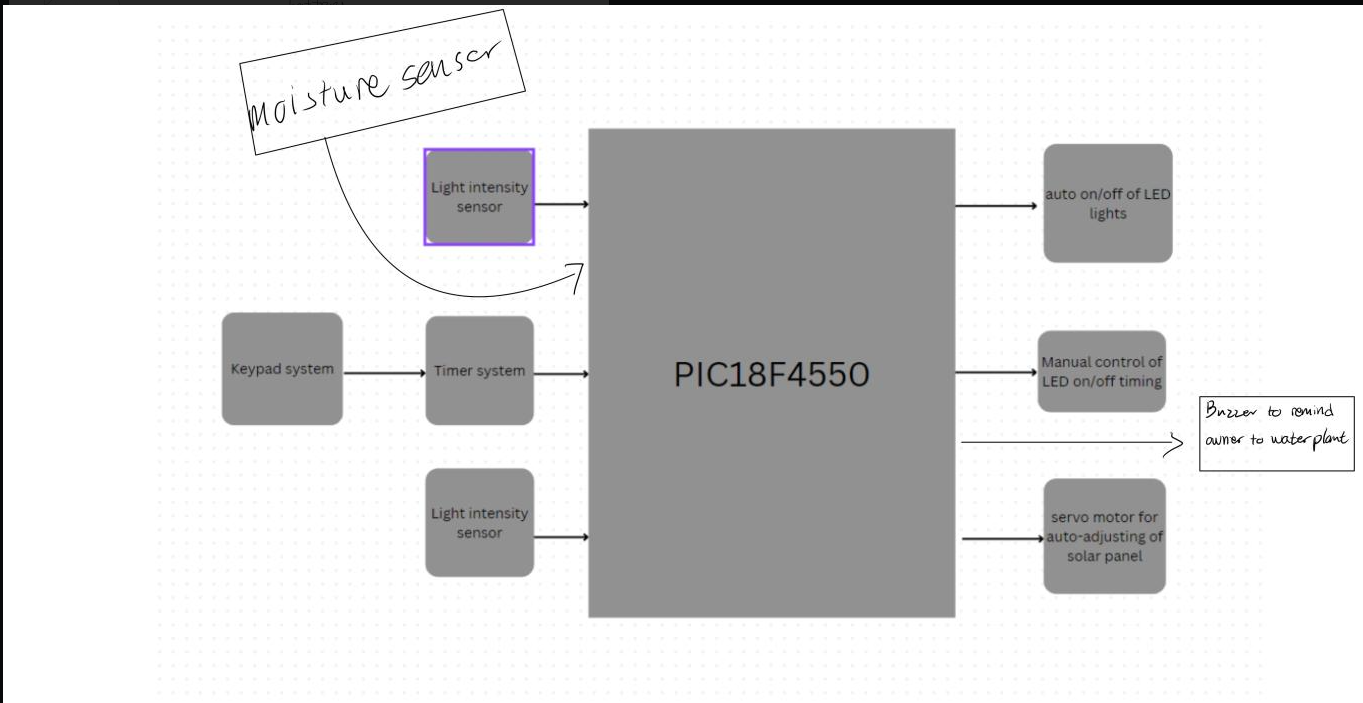 moisture sensor
Light intensity
sensor
auto on/off of LED
lights
Keypad system
Timer system
PIC18F4550
Manual control of
LED on/off timing
Buzzer to remind
owner to water plant
Light intensity
sensor
servo motor for
auto-adjusting of
solar panel